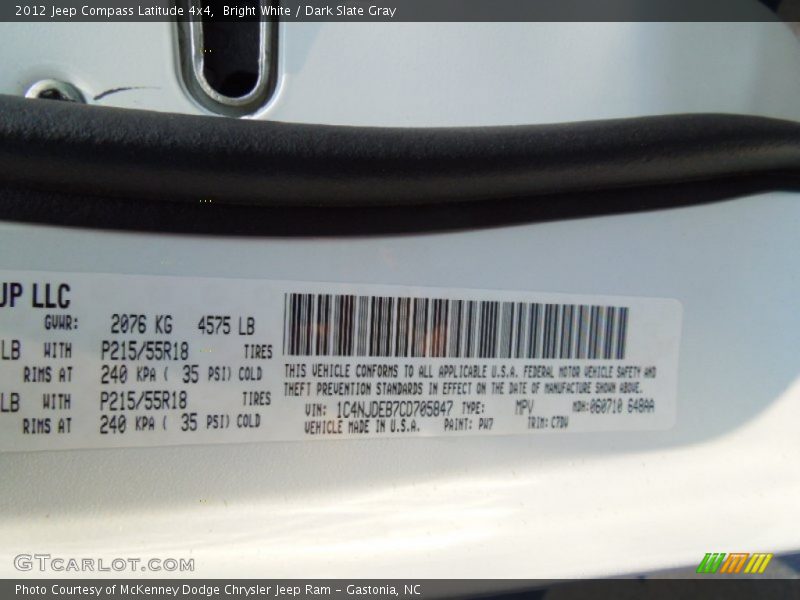 2012 Jeep Compass Latitude 4x4, Bright White / Dark Slate Gray
UP LLC
GVWR: 2076 KG 4575 LB
LB WITH P215/55R18 TIRES
RIMS AT 240 KPA ( 35 PSI) COLD
LB WITH P215/55R18 TIRES
RIMS AT 240 KPA ( 35 PSI) COLD
THIS VEHICLE CONFORMS TO ALL APPLICABLE U.S.A. FEDERAL MOTOR VEHICLE SAFETY AND
THEFT PREVENTION STANDARDS IN EFFECT ON THE DATE OF MANUFACTURE SHOWN ABOVE.
VIN: 1C4NJDEB7CD705847 TYPE: MPV MDH:060710 648AA
VEHICLE MADE IN U.S.A. PAINT: PW7 TRIM: C7DV
GTCARLOT.COM
Photo Courtesy of McKenney Dodge Chrysler Jeep Ram - Gastonia, NC